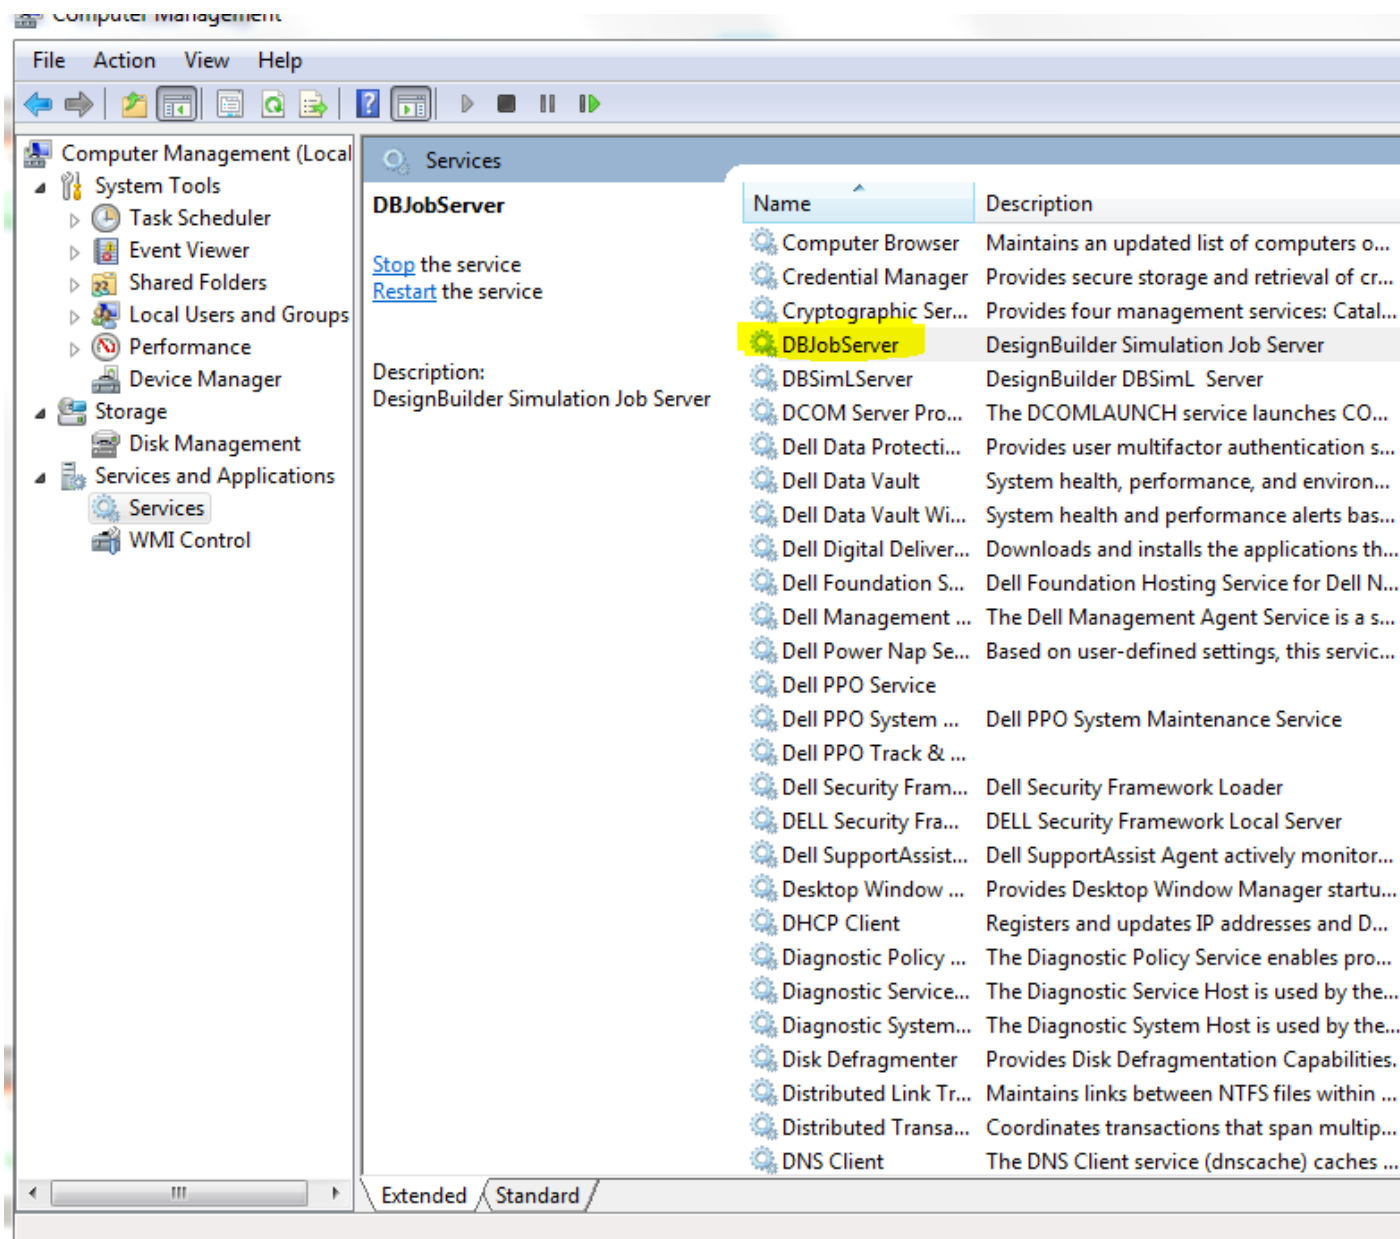 Computer Management
File Action View Help
Computer Management (Local
System Tools
Task Scheduler
Event Viewer
Shared Folders
Local Users and Groups
Performance
Device Manager
Storage
Disk Management
Services and Applications
Services
WMI Control
Services
DBJobServer
Stop the service
Restart the service
Description:
DesignBuilder Simulation Job Server
Name Description
Computer Browser Maintains an updated list of computers o...
Credential Manager Provides secure storage and retrieval of cr...
Cryptographic Ser... Provides four management services: Catal...
DBJobServer DesignBuilder Simulation Job Server
DBSimLServer DesignBuilder DBSimL Server
DCOM Server Pro... The DCOMLAUNCH service launches CO...
Dell Data Protecti... Provides user multifactor authentication s...
Dell Data Vault System health, performance, and environ...
Dell Data Vault Wi... System health and performance alerts bas...
Dell Digital Deliver... Downloads and installs the applications th...
Dell Foundation S... Dell Foundation Hosting Service for Dell N...
Dell Management ... The Dell Management Agent Service is a s...
Dell Power Nap Se... Based on user-defined settings, this servic...
Dell PPO Service
Dell PPO System ... Dell PPO System Maintenance Service
Dell PPO Track & ...
Dell Security Fram... Dell Security Framework Loader
DELL Security Fra... DELL Security Framework Local Server
Dell SupportAssist... Dell SupportAssist Agent actively monitor...
Desktop Window ... Provides Desktop Window Manager startu...
DHCP Client Registers and updates IP addresses and D...
Diagnostic Policy ... The Diagnostic Policy Service enables pro...
Diagnostic Service... The Diagnostic Service Host is used by the...
Diagnostic System... The Diagnostic System Host is used by the...
Disk Defragmenter Provides Disk Defragmentation Capabilities.
Distributed Link Tr... Maintains links between NTFS files within ...
Distributed Transa... Coordinates transactions that span multip...
DNS Client The DNS Client service (dnscache) caches ...
Extended Standard